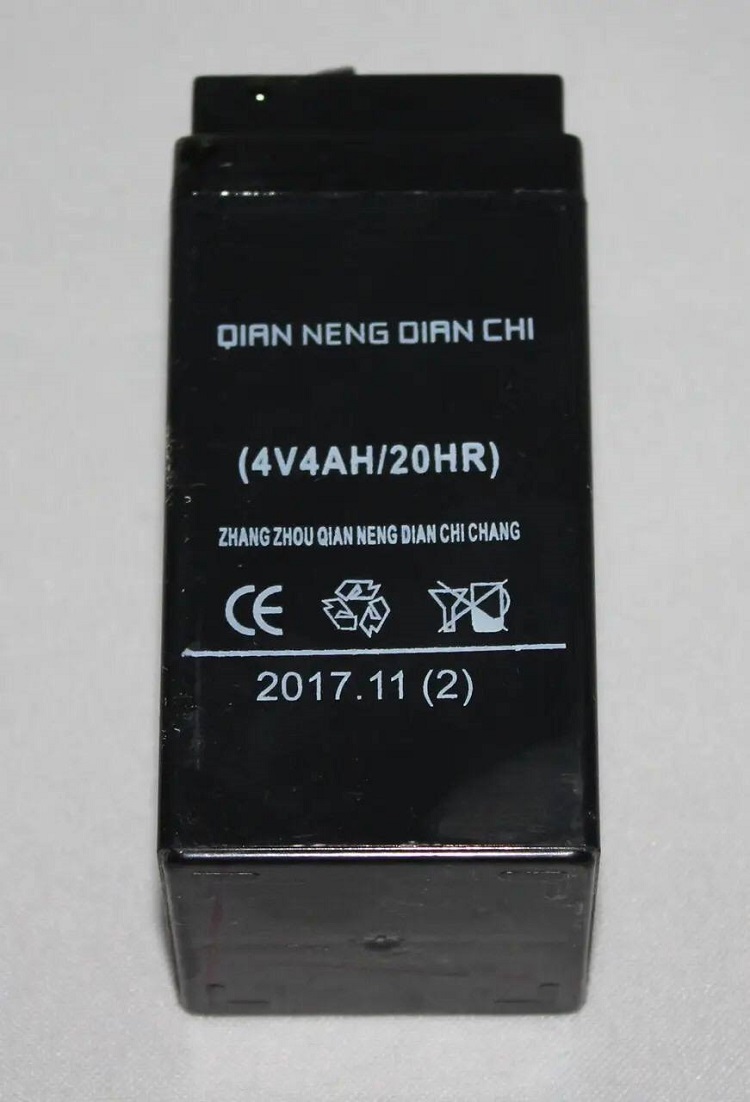 QIAN NENG DIAN CHI
(4V4AH/20HR)
ZHANG ZHOU QIAN NENG DIAN CHI CHANG
CE
2017.11 (2)